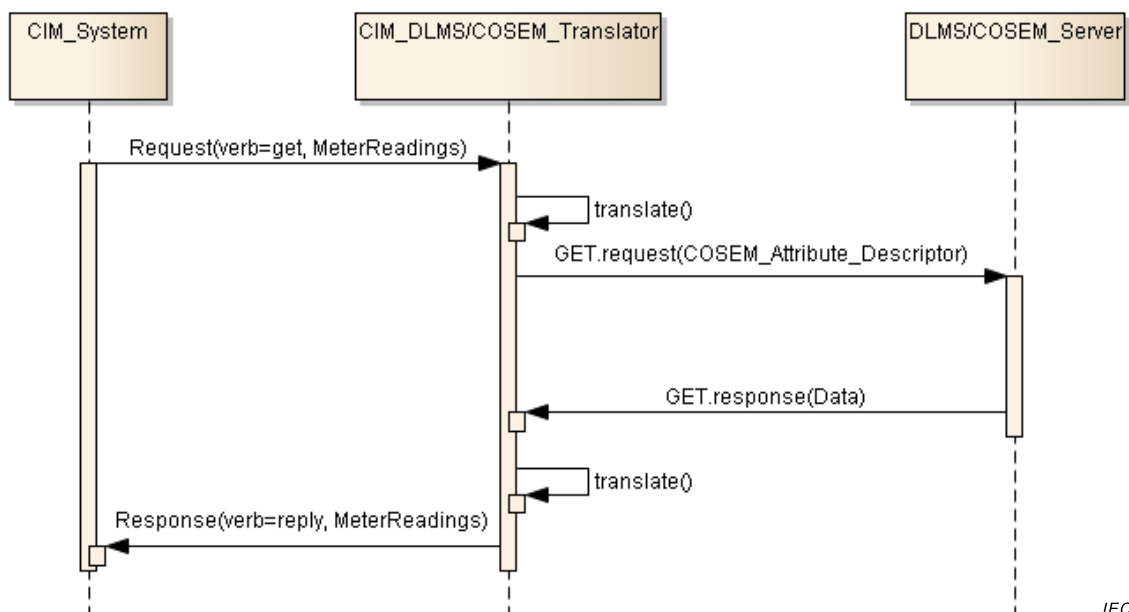 CIM_System
CIM_DLMS/COSEM_Translator
DLMS/COSEM_Server
Request(verb=get, MeterReadings)
translate()
GET.request(COSEM_Attribute_Descriptor)
GET.response(Data)
translate()
Response(verb=reply, MeterReadings)
IEC